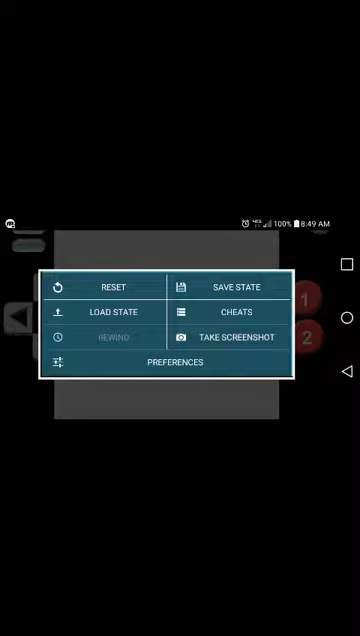 100% 8:49 AM
RESET
SAVE STATE
LOAD STATE
CHEATS
REWIND
TAKE SCREENSHOT
PREFERENCES
1
2